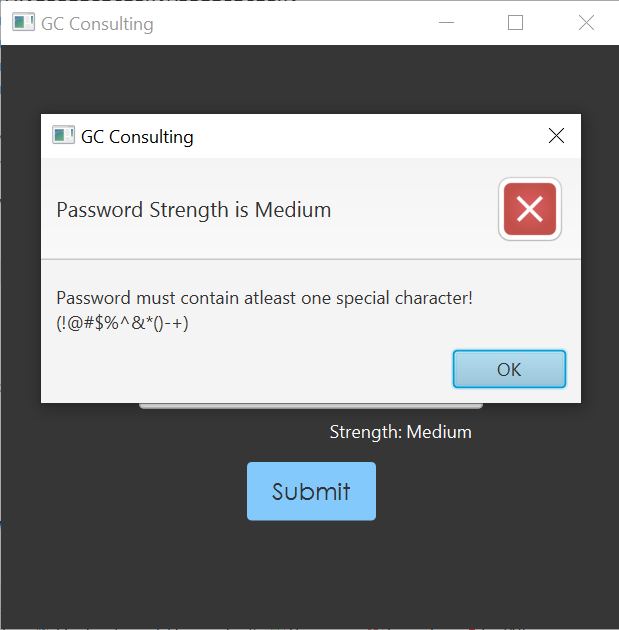 GC Consulting
GC Consulting
Password Strength is Medium
Password must contain atleast one special character!
(!@#$%^&*()-+)
OK
Strength: Medium
Submit